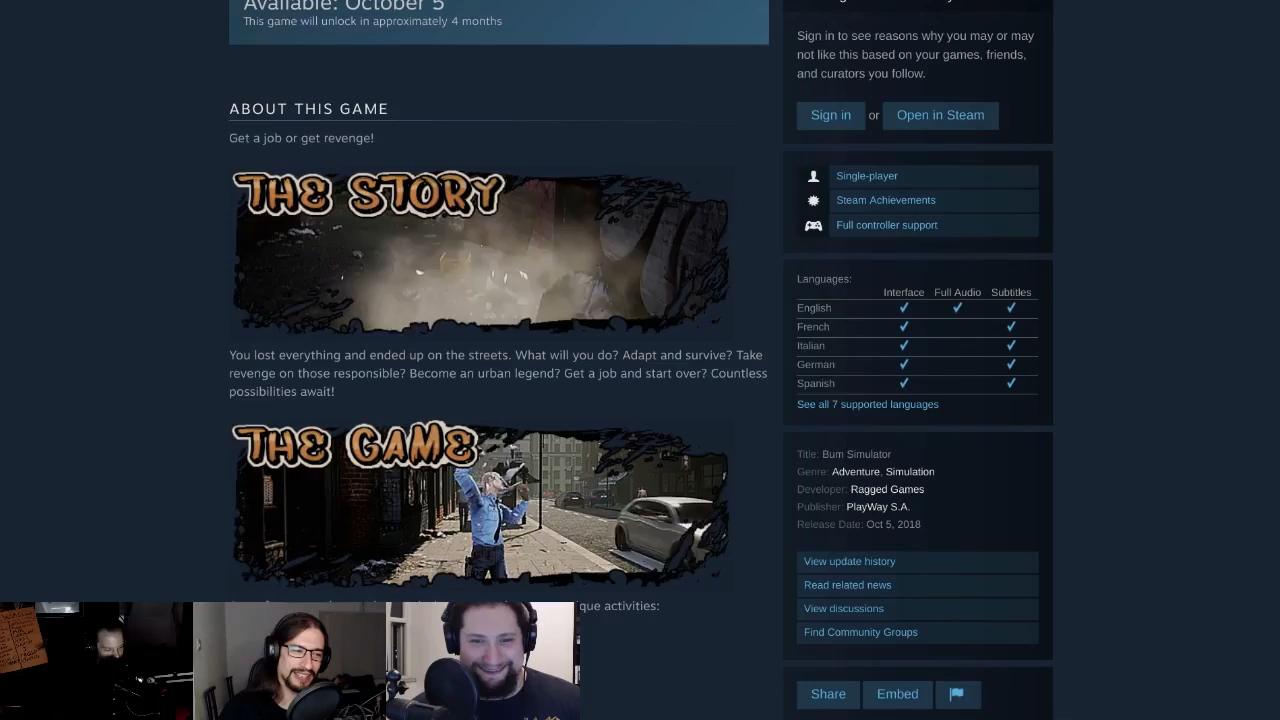 Available: October 5
This game will unlock in approximately 4 months
ABOUT THIS GAME
Get a job or get revenge!
THE STORY
You lost everything and ended up on the streets. What will you do? Adapt and survive? Take
revenge on those responsible? Become an urban legend? Get a job and start over? Countless
possibilities await!
THE GAME
ique activities:
Sign in to see reasons why you may or may
not like this based on your games, friends,
and curators you follow.
Sign in or Open in Steam
Single-player
Steam Achievements
Full controller support
Languages:
Interface Full Audio Subtitles
English ✔ ✔ ✔
French ✔ ✔
Italian ✔ ✔
German ✔ ✔
Spanish ✔ ✔
See all 7 supported languages
Title: Bum Simulator
Genre: Adventure, Simulation
Developer: Ragged Games
Publisher: PlayWay S.A.
Release Date: Oct 5, 2018
View update history
Read related news
View discussions
Find Community Groups
Share Embed